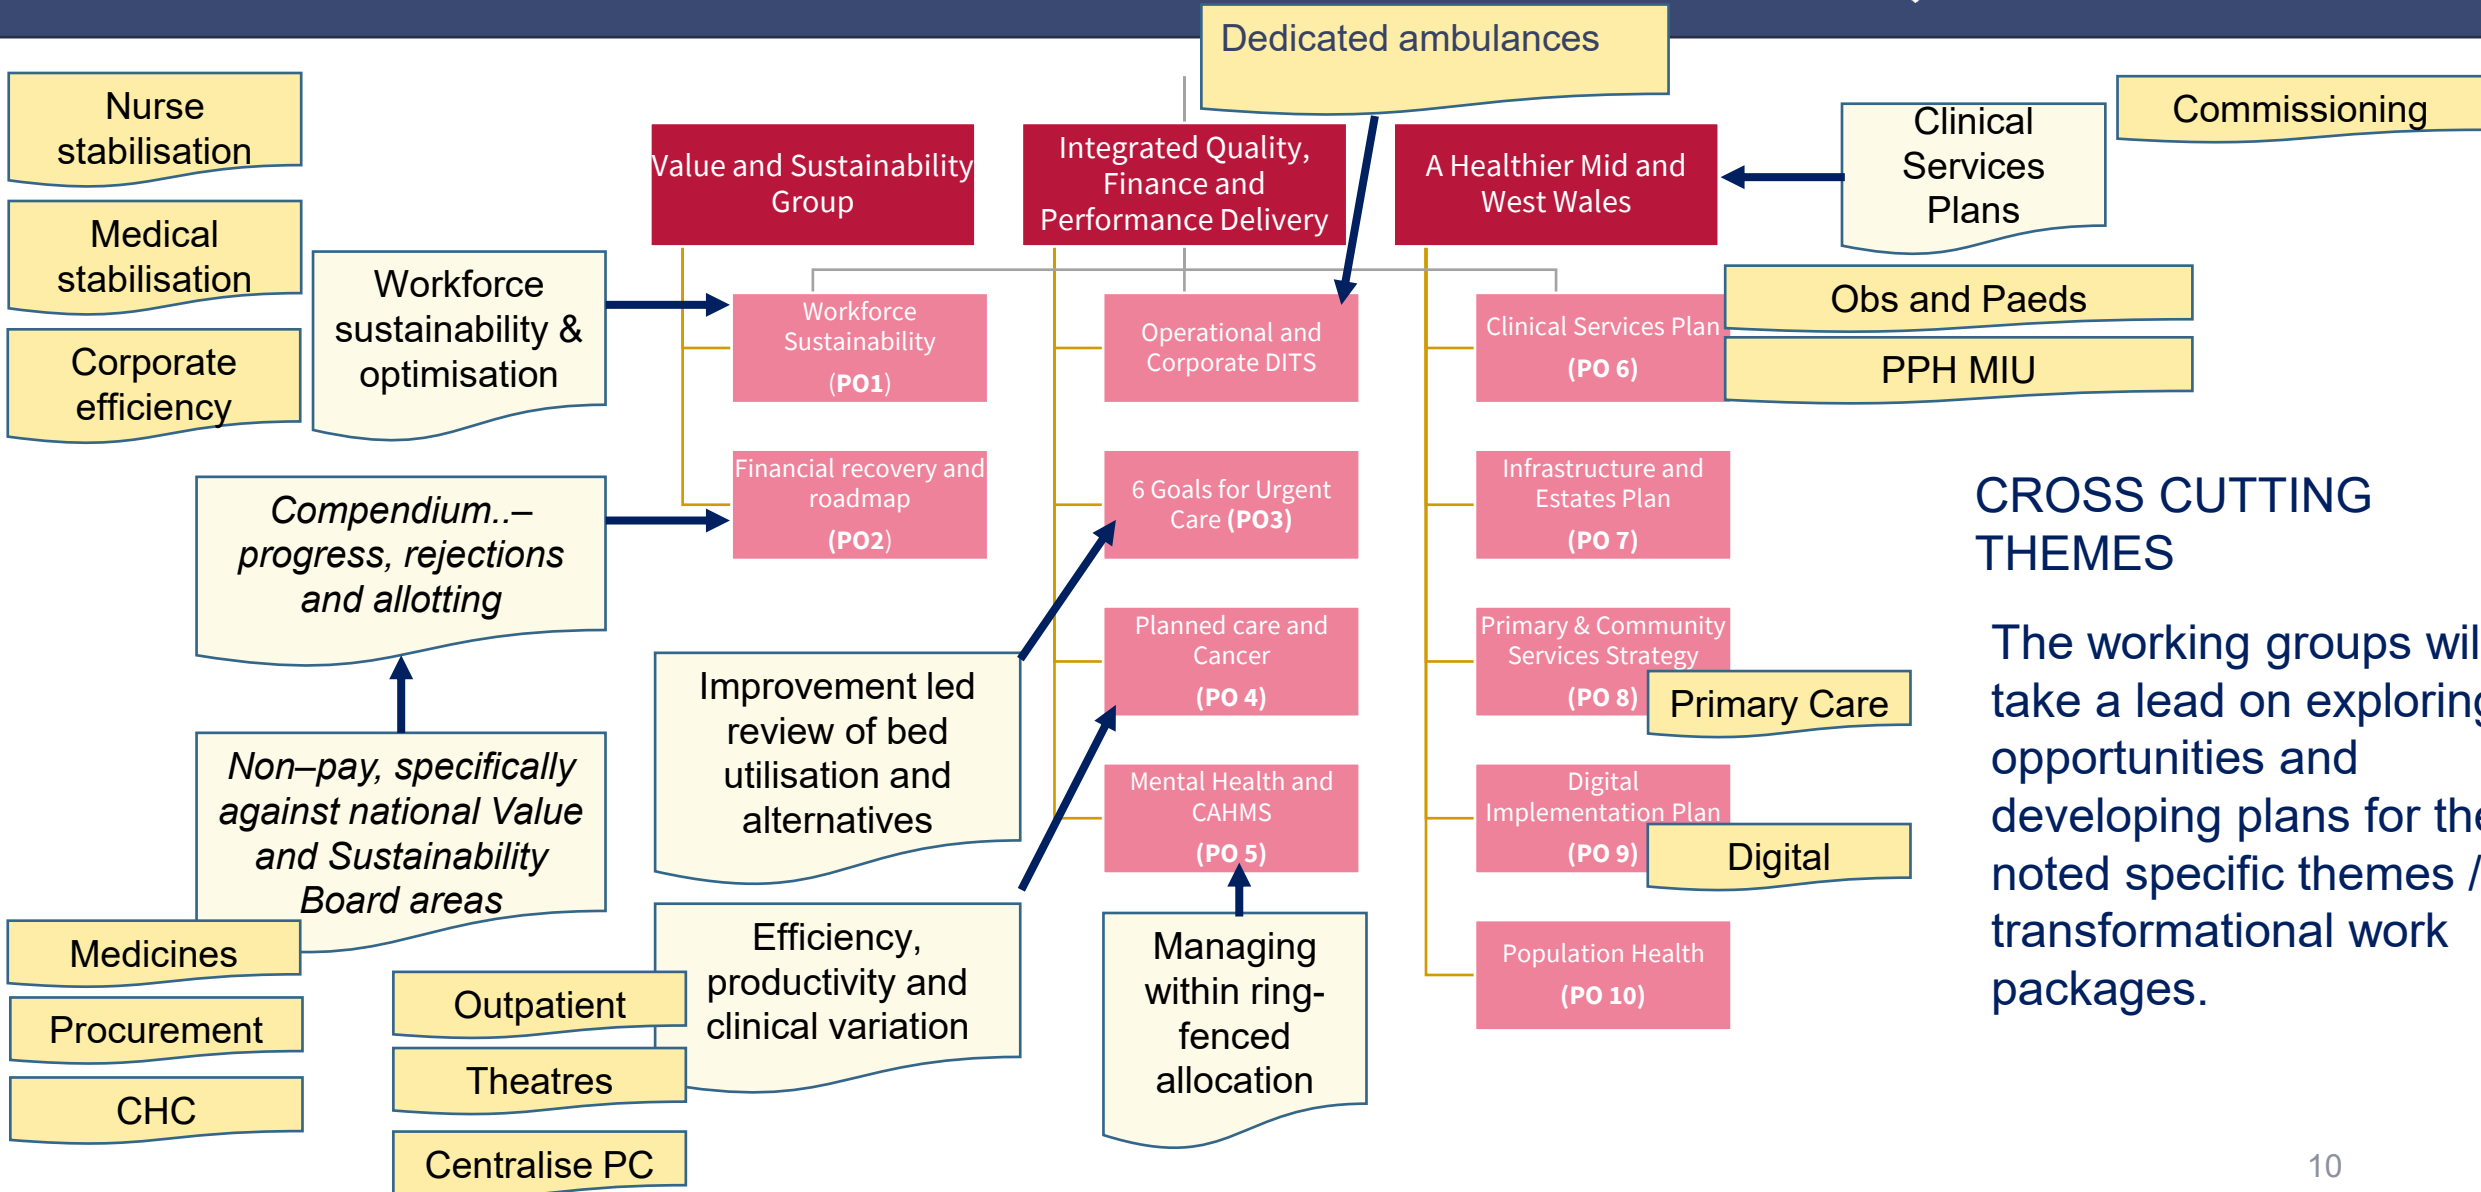 Dedicated ambulances
Nurse
stabilisation
Medical
stabilisation
Corporate
efficiency
Workforce
sustainability &
optimisation
Compendium..–
progress, rejections
and allotting
Non–pay, specifically
against national Value
and Sustainability
Board areas
Medicines
Procurement
CHC
Value and Sustainability
Group
Workforce
Sustainability
(PO1)
Financial recovery and
roadmap
(PO2)
Improvement led
review of bed
utilisation and
alternatives
Efficiency,
productivity and
clinical variation
Outpatient
Theatres
Centralise PC
Integrated Quality,
Finance and
Performance Delivery
Operational and
Corporate DITS
6 Goals for Urgent
Care (PO3)
Planned care and
Cancer
(PO 4)
Mental Health and
CAHMS
(PO 5)
Managing
within ring-
fenced
allocation
A Healthier Mid and
West Wales
Clinical Services Plan
(PO 6)
Infrastructure and
Estates Plan
(PO 7)
Primary & Community
Services Strategy
(PO 8)
Primary Care
Digital
Implementation Plan
(PO 9)
Digital
Population Health
(PO 10)
Clinical
Services
Plans
Commissioning
Obs and Paeds
PPH MIU
CROSS CUTTING
THEMES
The working groups wil
take a lead on exploring
opportunities and
developing plans for the
noted specific themes /
transformational work
packages.
10